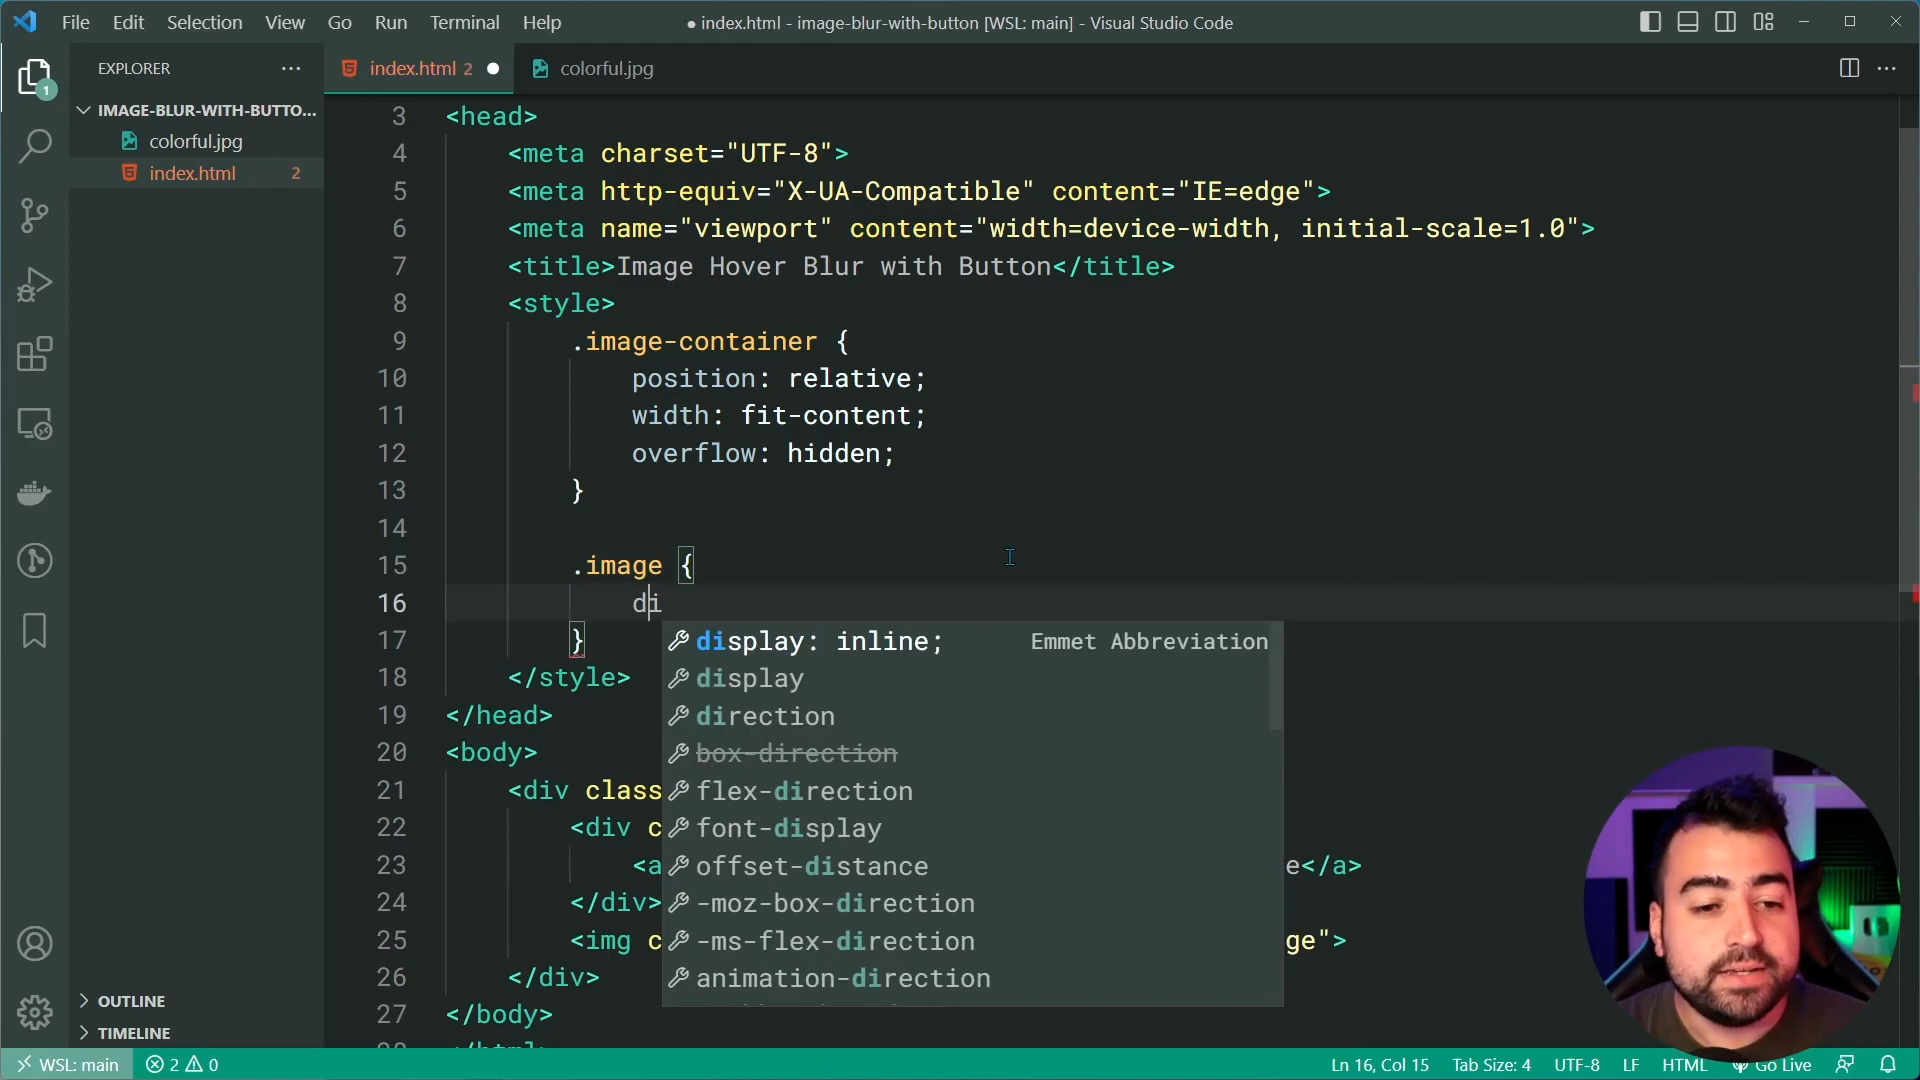 File Edit Selection View Go Run Terminal Help
● index.html - image-blur-with-button [WSL: main] - Visual Studio Code
EXPLORER
index.html 2
colorful.jpg
1
IMAGE-BLUR-WITH-BUTTO...
colorful.jpg
index.html 2
3 <head>
4 <meta charset="UTF-8">
5 <meta http-equiv="X-UA-Compatible" content="IE=edge">
6 <meta name="viewport" content="width=device-width, initial-scale=1.0">
7 <title>Image Hover Blur with Button</title>
8 <style>
9 .image-container {
10 position: relative;
11 width: fit-content;
12 overflow: hidden;
13 }
14
15 .image {
16 di
17 }
display: inline; Emmet Abbreviation
18 </style>
display
19 </head>
direction
20 <body>
box-direction
21 <div class
flex-direction
22 <div c
font-display
23 <a
offset-distance
e</a>
24 </div>
-moz-box-direction
25 <img c
-ms-flex-direction
ge">
26 </div>
animation-direction
27 </body>
OUTLINE
TIMELINE
WSL: main 2 0
Ln 16, Col 15 Tab Size: 4 UTF-8 LF HTML Go Live